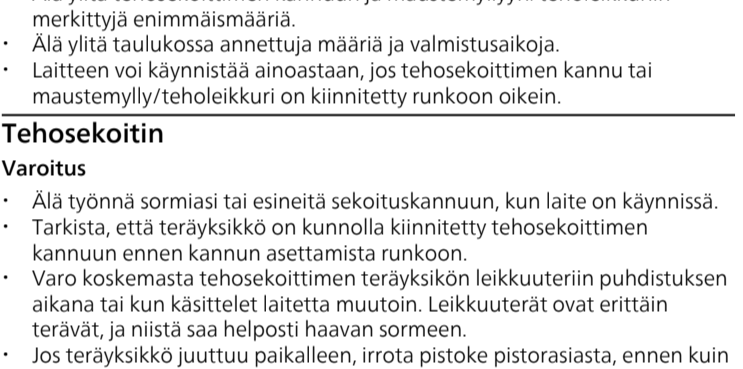 merkittyjä enimmäismääriä.
• Älä ylitä taulukossa annettuja määriä ja valmistusaikoja.
• Laitteen voi käynnistää ainoastaan, jos tehosekoittimen kannu tai
maustemylly/teholeikkuri on kiinnitetty runkoon oikein.
Tehosekoitin
Varoitus
• Älä työnnä sormiasi tai esineitä sekoituskannuun, kun laite on käynnissä.
• Tarkista, että teräyksikkö on kunnolla kiinnitetty tehosekoittimen
kannuun ennen kannun asettamista runkoon.
• Varo koskemasta tehosekoittimen teräyksikön leikkuuteriin puhdistuksen
aikana tai kun käsittelet laitetta muutoin. Leikkuuterät ovat erittäin
terävät, ja niistä saa helposti haavan sormeen.
• Jos teräyksikkö juuttuu paikalleen, irrota pistoke pistorasiasta, ennen kuin